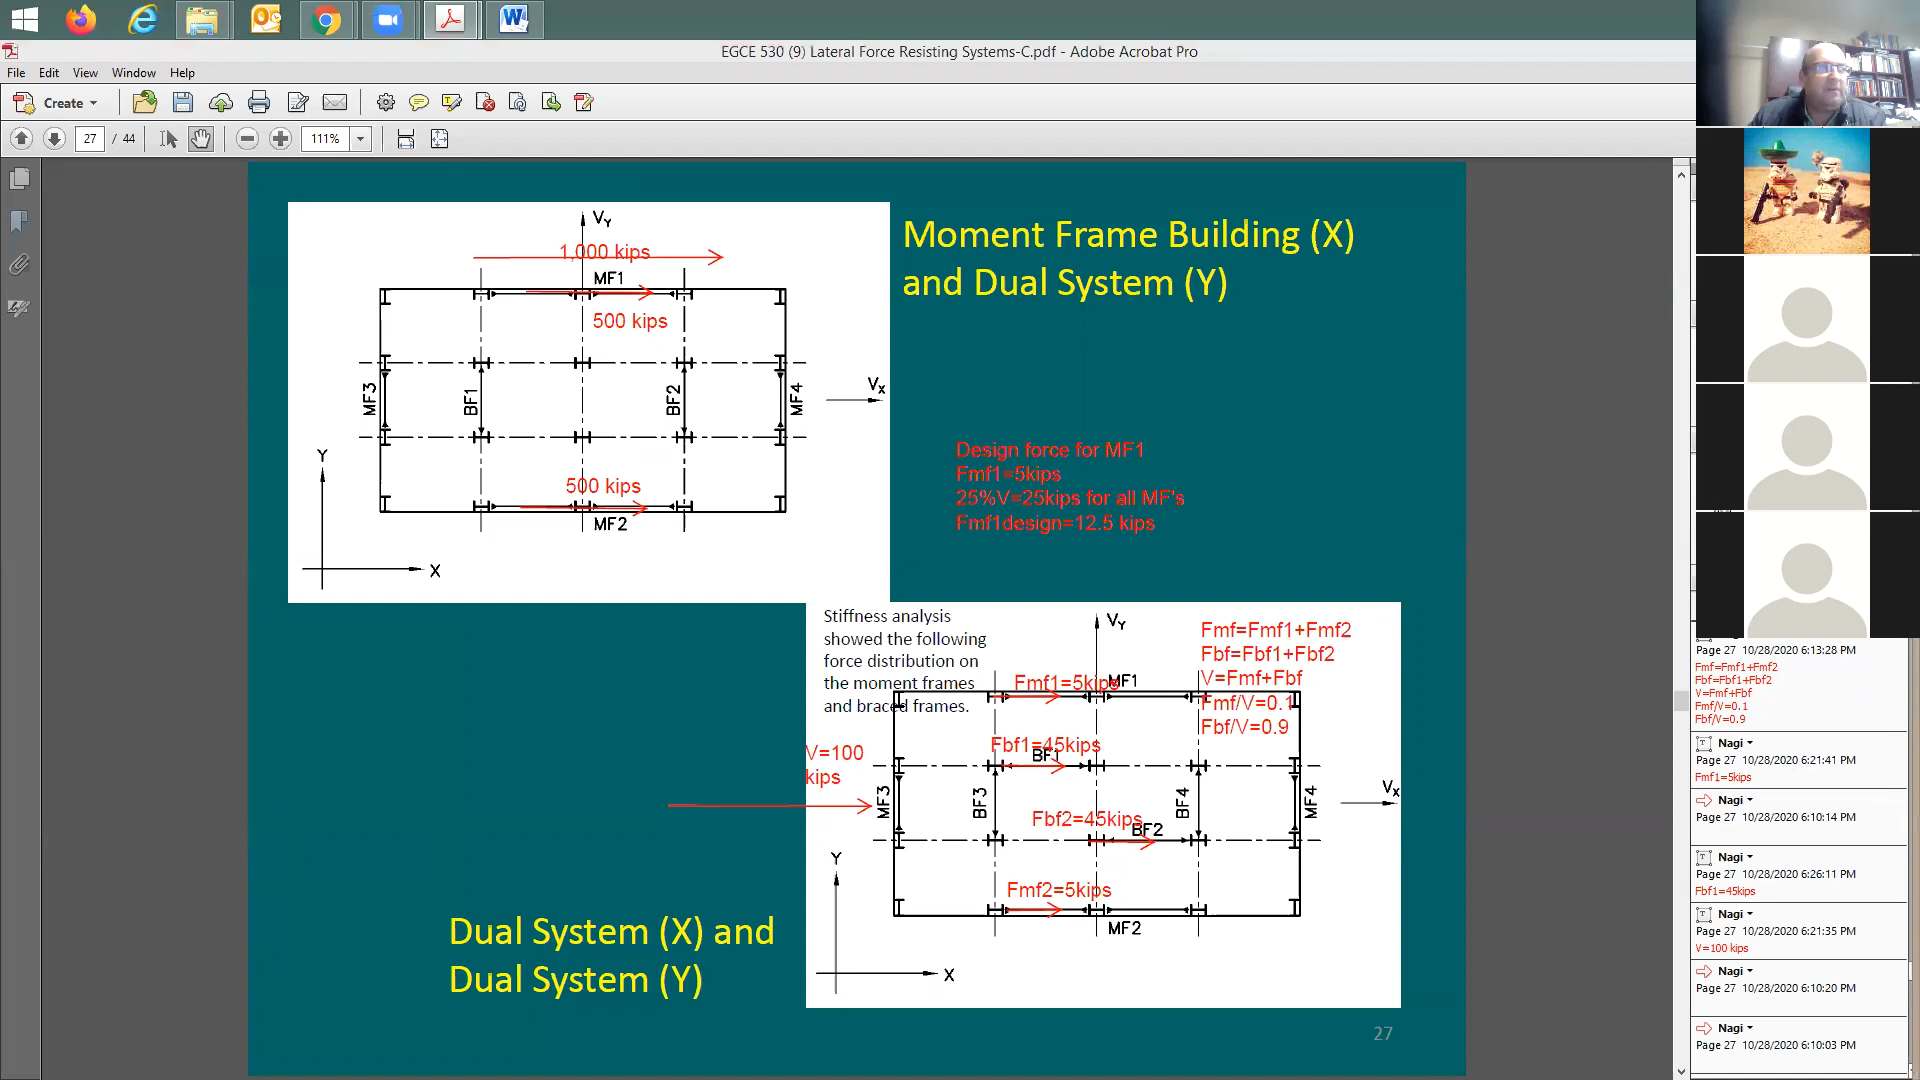 EGCE 530 (9) Lateral Force Resisting Systems-C.pdf - Adobe Acrobat Pro
File Edit View Window Help
Create
27 / 44
111%
Moment Frame Building (X)
and Dual System (Y)
VY
1,000 kips
MF1
500 kips
MF3
BF1
BF2
MF4
VX
Y
500 kips
MF2
X
Design force for MF1
Fmf1=5kips
25%V=25kips for all MF's
Fmf1design=12.5 kips
Stiffness analysis
showed the following
force distribution on
the moment frames
and braced frames.
VY
Fmf=Fmf1+Fmf2
Fbf=Fbf1+Fbf2
V=Fmf+Fbf
Fmf/V=0.1
Fbf/V=0.9
Fmf1=5kips
MF1
V=100
kips
Fbf1=45kips
BF1
MF3
BF3
BF4
MF4
VX
Fbf2=45kips
BF2
Y
Fmf2=5kips
MF2
X
Dual System (X) and
Dual System (Y)
27
Page 27 10/28/2020 6:13:28 PM
Fmf=Fmf1+Fmf2
Fbf=Fbf1+Fbf2
V=Fmf+Fbf
Fmf/V=0.1
Fbf/V=0.9
Nagi
Page 27 10/28/2020 6:21:41 PM
Fmf1=5kips
Nagi
Page 27 10/28/2020 6:10:14 PM
Nagi
Page 27 10/28/2020 6:26:11 PM
Fbf1=45kips
Nagi
Page 27 10/28/2020 6:21:35 PM
V=100 kips
Nagi
Page 27 10/28/2020 6:10:20 PM
Nagi
Page 27 10/28/2020 6:10:03 PM